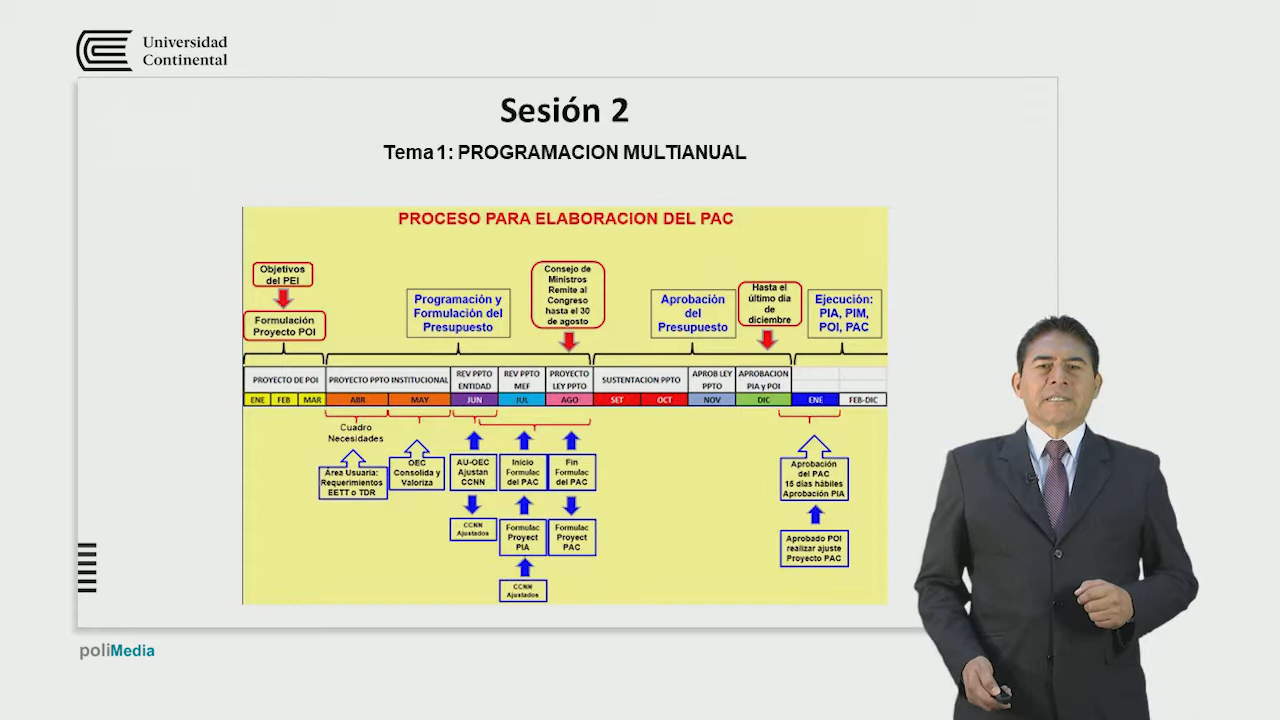 Universidad
Continental
Sesión 2
Tema 1: PROGRAMACION MULTIANUAL
PROCESO PARA ELABORACION DEL PAC
Objetivos
del PEI
Formulación
Proyecto POI
Programación y
Formulación del
Presupuesto
Consejo de
Ministros
Remite al
Congreso
hasta el 30
de agosto
Aprobación
del
Presupuesto
Hasta el
último dia
de
diciembre
Ejecución:
PIA, PIM,
POI, PAC
PROYECTO DE POI
PROYECTO PPTO INSTITUCIONAL
REV PPTO
ENTIDAD
REV PPTO
MEF
PROYECTO
LEY PPTO
SUSTENTACION PPTO
APROB LEY
PPTO
APROBACION
PIA y POI
ENE FEB MAR ABR MAY JUN JUL AGO SET OCT NOV DIC ENE FEB-DIC
Cuadro
Necesidades
Área Usuaria:
Requerimientos
EETT o TDR
OEC
Consolida y
Valoriza
AU-OEC
Ajustan
CCNN
Inicio
Formulac
del PAC
Fin
Formulac
del PAC
CCNN
Ajustados
Formulac
Proyect
PIA
Formulac
Proyect
PAC
CCNN
Ajustados
Aprobación
del PAC
15 días hábiles
Aprobación PIA
Aprobado POI
realizar ajuste
Proyecto PAC
poliMedia